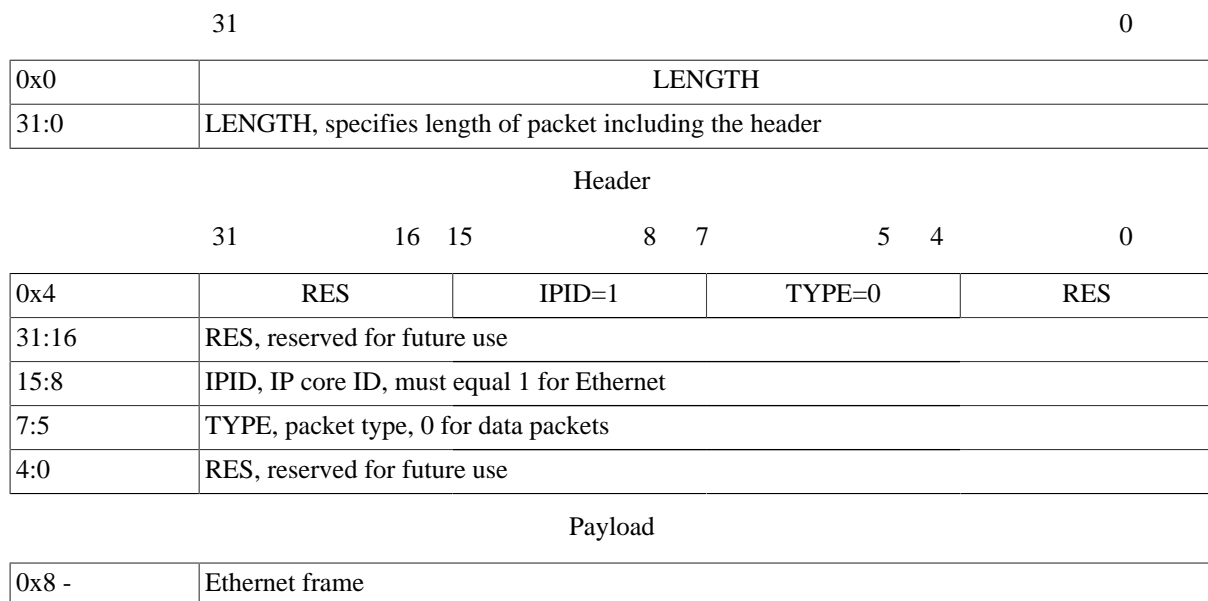 31 0
0x0 LENGTH
31:0 LENGTH, specifies length of packet including the header
Header
31 16 15 8 7 5 4 0
0x4 RES IPID=1 TYPE=0 RES
31:16 RES, reserved for future use
15:8 IPID, IP core ID, must equal 1 for Ethernet
7:5 TYPE, packet type, 0 for data packets
4:0 RES, reserved for future use
Payload
0x8 - Ethernet frame